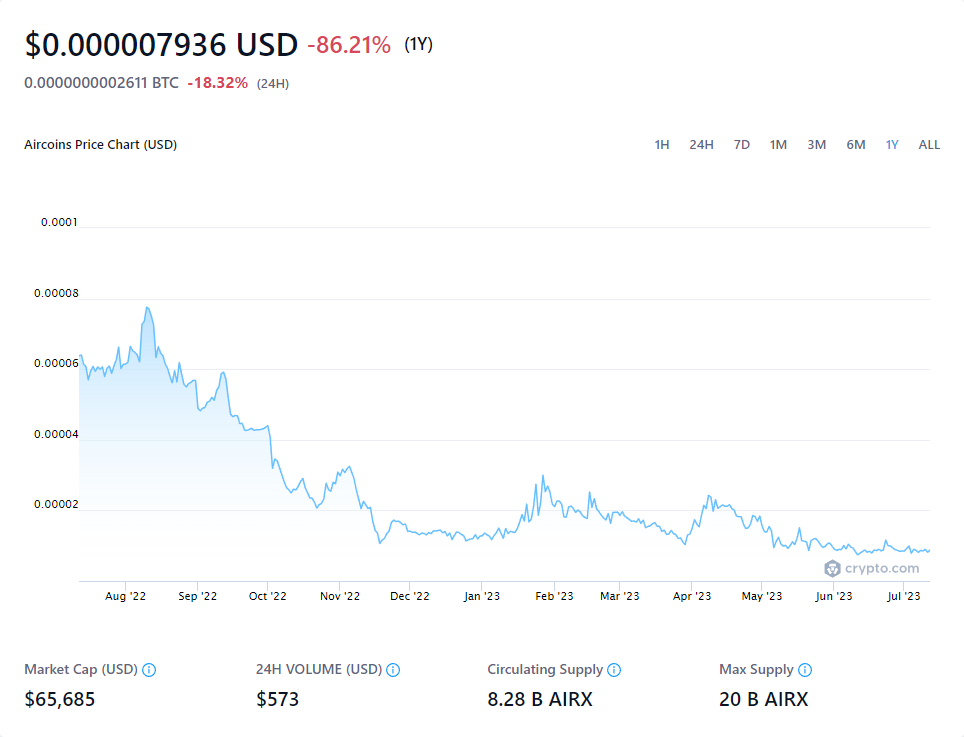 $0.000007936 USD -86.21% (1Y)
0.0000000002611 BTC -18.32% (24H)
Aircoins Price Chart (USD) 1H 24H 7D 1M 3M 6M 1Y ALL
0.0001
0.00008
0.00006
0.00004
0.00002
crypto.com
Aug '22 Sep '22 Oct '22 Nov '22 Dec '22 Jan '23 Feb '23 Mar '23 Apr '23 May '23 Jun '23 Jul '23
Market Cap (USD) 24H VOLUME (USD) Circulating Supply Max Supply
$65,685 $573 8.28 B AIRX 20 B AIRX